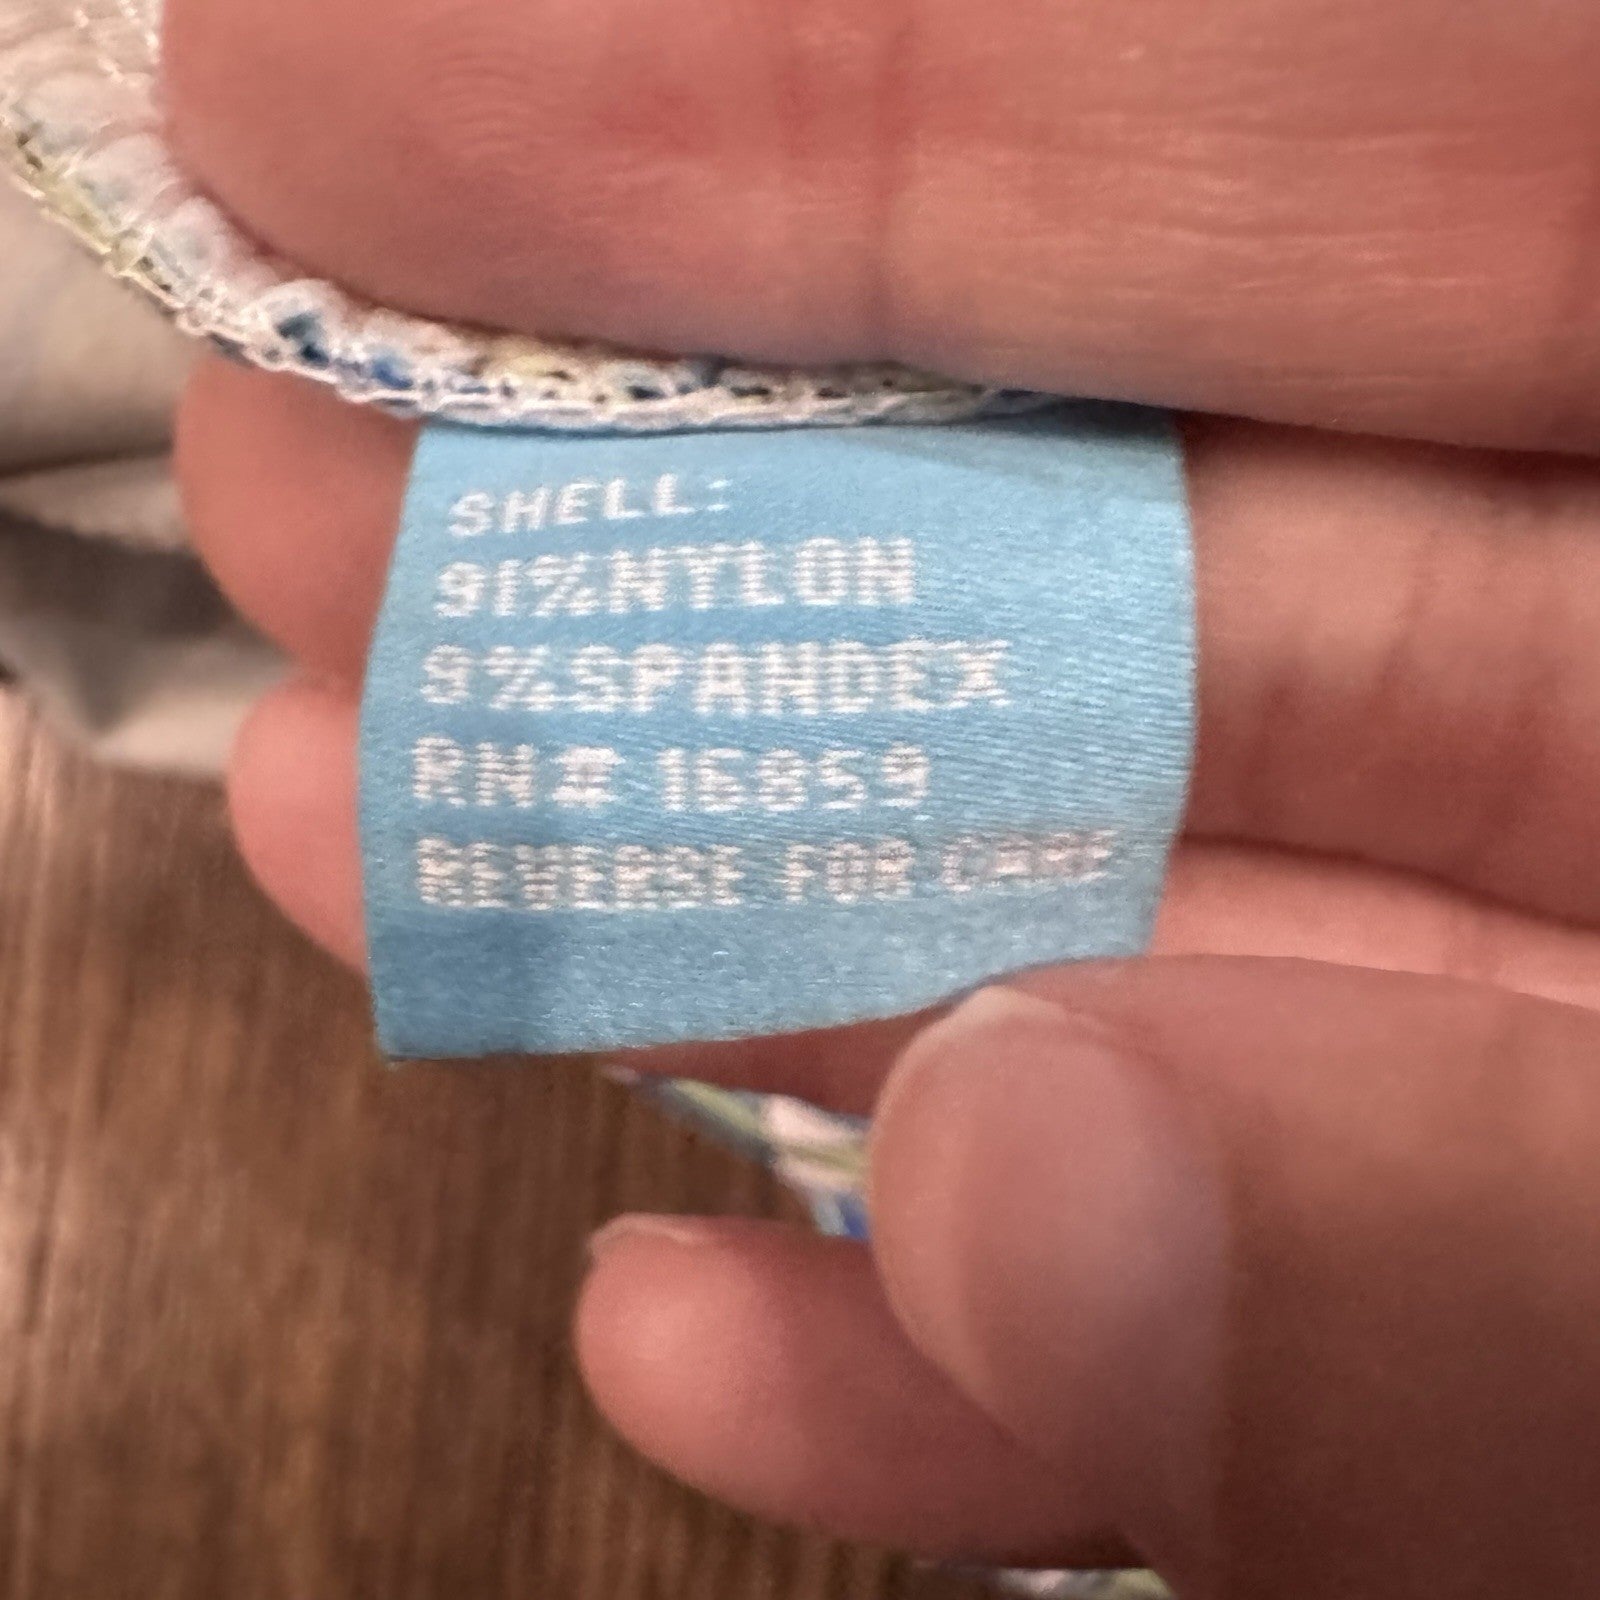 SHELL:
91%NYLON
9%SPANDEX
RN# 16859
REVERSE FOR CARE